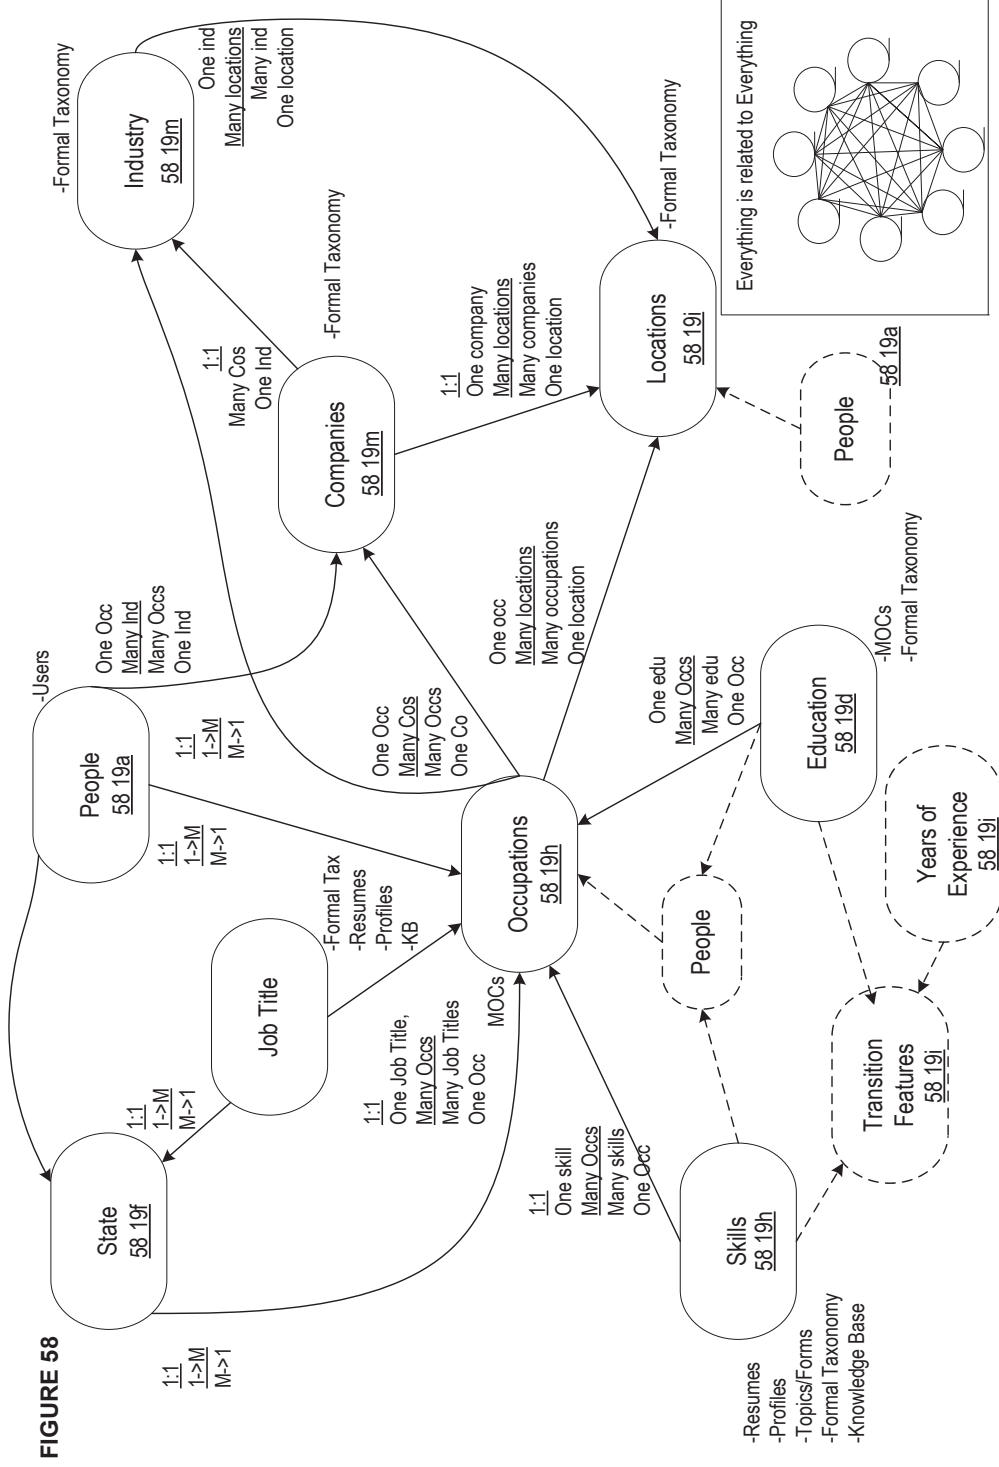 FIGURE 58
State
58 19f
1:1
1->M
M->1
1:1
1->M
M->1
Job Title
People
58 19a
-Users
1:1
1->M
M->1
1:1
1->M
M->1
One Occ
Many Ind
Many Occs
One Ind
-Formal Taxonomy
Industry
58 19m
One ind
Many locations
Many ind
One location
1:1
Many Cos
One Ind
-Formal Taxonomy
Companies
58 19m
-Formal Tax
-Resumes
-Profiles
-KB
1:1
One Job Title,
Many Occs
Many Job Titles
One Occ
MOCs
Occupations
58 19h
One Occ
Many Cos
Many Occs
One Co
1:1
One company
Many locations
Many companies
One location
-Formal Taxonomy
Locations
58 19i
One occ
Many locations
Many occupations
One location
1:1
One skill
Many Occs
Many skills
One Occ
Skills
58 19h
-Resumes
-Profiles
-Topics/Forms
-Formal Taxonomy
-Knowledge Base
People
One edu
Many Occs
Many edu
One Occ
Education
58 19d
-MOCs
-Formal Taxonomy
Transition
Features
58 19i
Years of
Experience
58 19i
People
58 19a
Everything is related to Everything